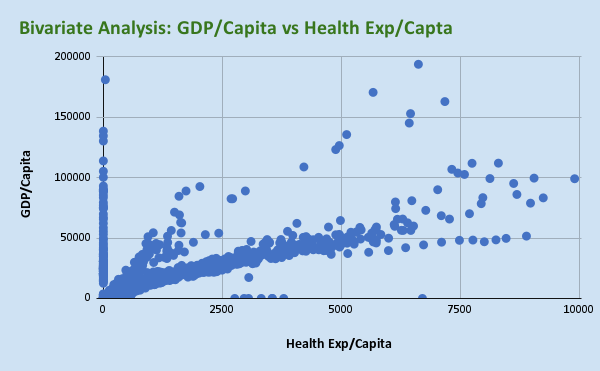 Bivariate Analysis: GDP/Capita vs Health Exp/Capta
200000
150000
100000
50000
0
GDP/Capita
0 2500 5000 7500 10000
Health Exp/Capita